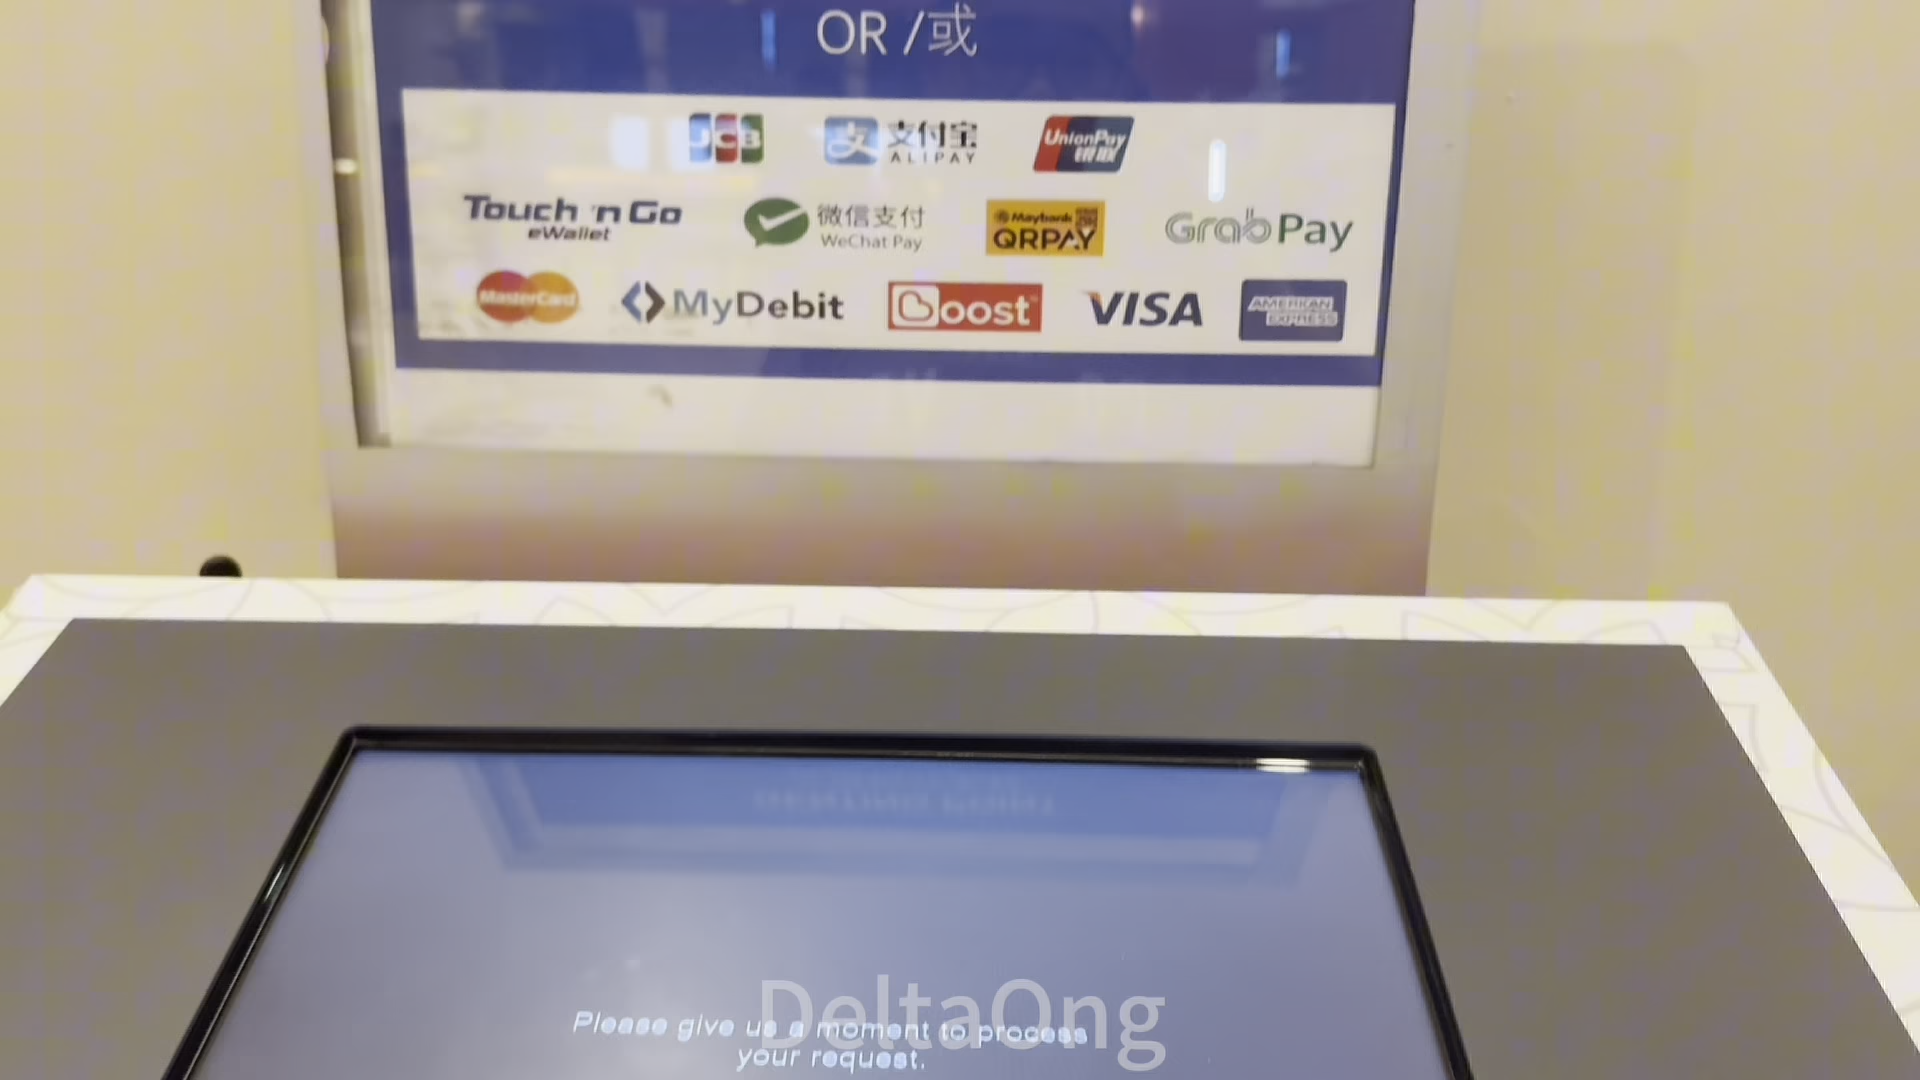 OR /或
JCB 支付宝 ALIPAY UnionPay 银联
Touch 'n Go eWallet 微信支付 WeChat Pay Maybank QRPAY GrabPay
MasterCard MyDebit Boost VISA AMERICAN EXPRESS
Please give us a moment to process
your request.
DeltaOng